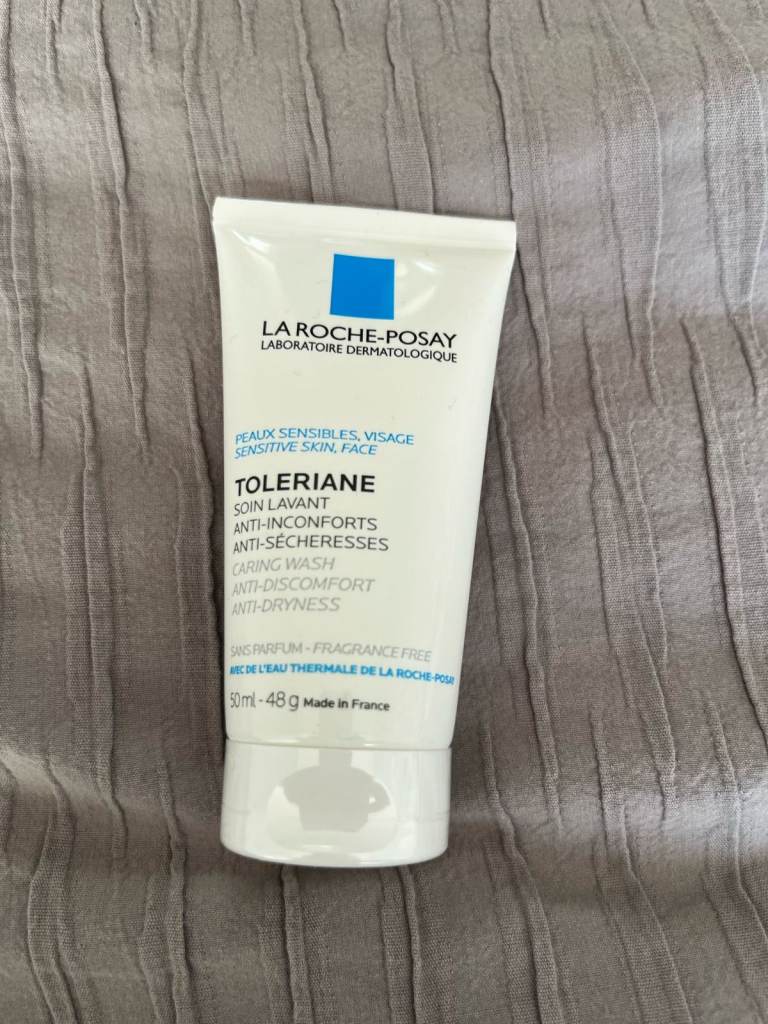 LA ROCHE-POSAY
LABORATOIRE DERMATOLOGIQUE
PEAUX SENSIBLES, VISAGE
SENSITIVE SKIN, FACE
TOLERIANE
SOIN LAVANT
ANTI-INCONFORTS
ANTI-SÉCHERESSES
CARING WASH
ANTI-DISCOMFORT
ANTI-DRYNESS
SANS PARFUM - FRAGRANCE FREE
AVEC DE L'EAU THERMALE DE LA ROCHE-POSAY
50 ml - 48 g Made in France